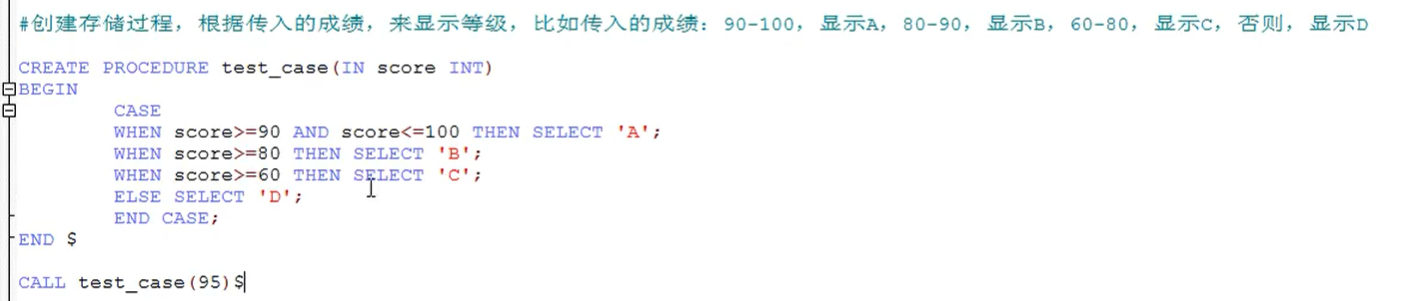 #创建存储过程，根据传入的成绩，来显示等级，比如传入的成绩：90-100，显示A，80-90，显示B，60-80，显示C，否则，显示D
CREATE PROCEDURE test_case(IN score INT)
BEGIN
CASE
WHEN score>=90 AND score<=100 THEN SELECT 'A';
WHEN score>=80 THEN SELECT 'B';
WHEN score>=60 THEN SELECT 'C';
ELSE SELECT 'D';
END CASE;
END $
CALL test_case(95)$